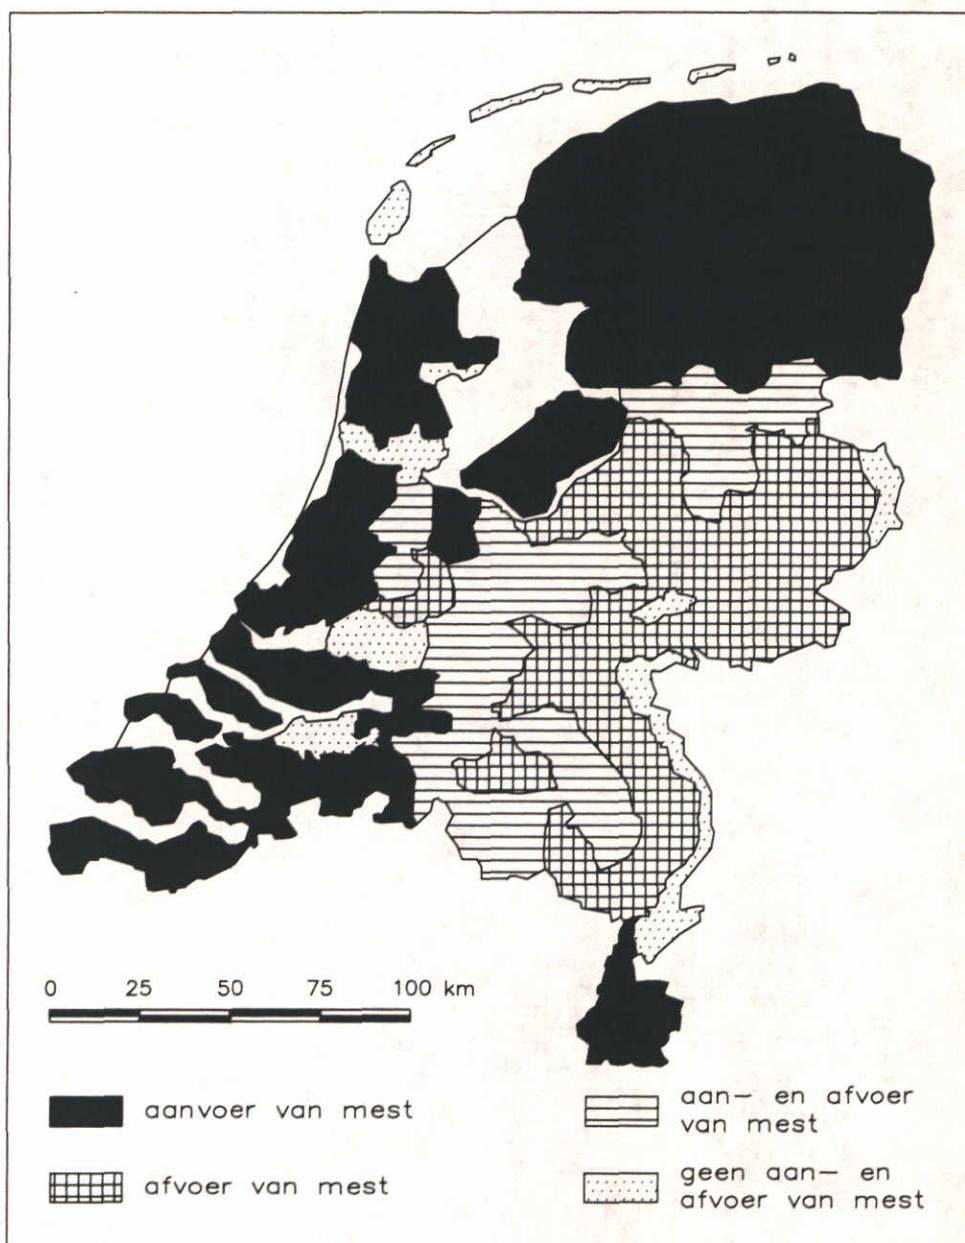 0 25 50 75 100 km
aanvoer van mest
afvoer van mest
aan- en afvoer
van mest
geen aan- en
afvoer van mest